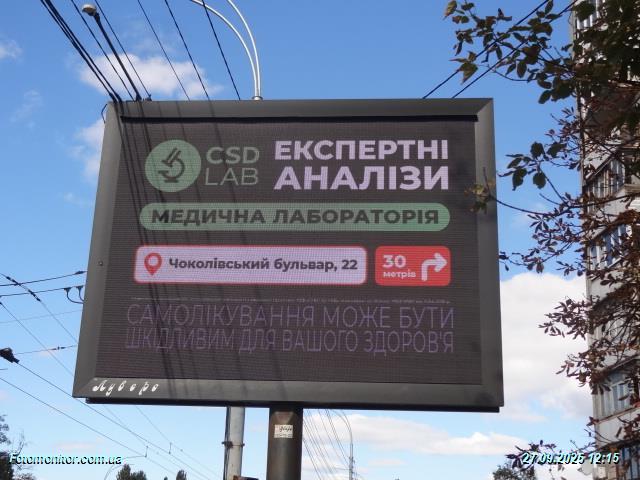 CSD
LAB
ЕКСПЕРТНІ
АНАЛІЗИ
МЕДИЧНА ЛАБОРАТОРІЯ
Чоколівський бульвар, 22
30
метрів
САМОЛІКУВАННЯ МОЖЕ БУТИ
ШКІДЛИВИМ ДЛЯ ВАШОГО ЗДОРОВ'Я
Луверс
Fotomonitor.com.ua
27.09.2025 12:15